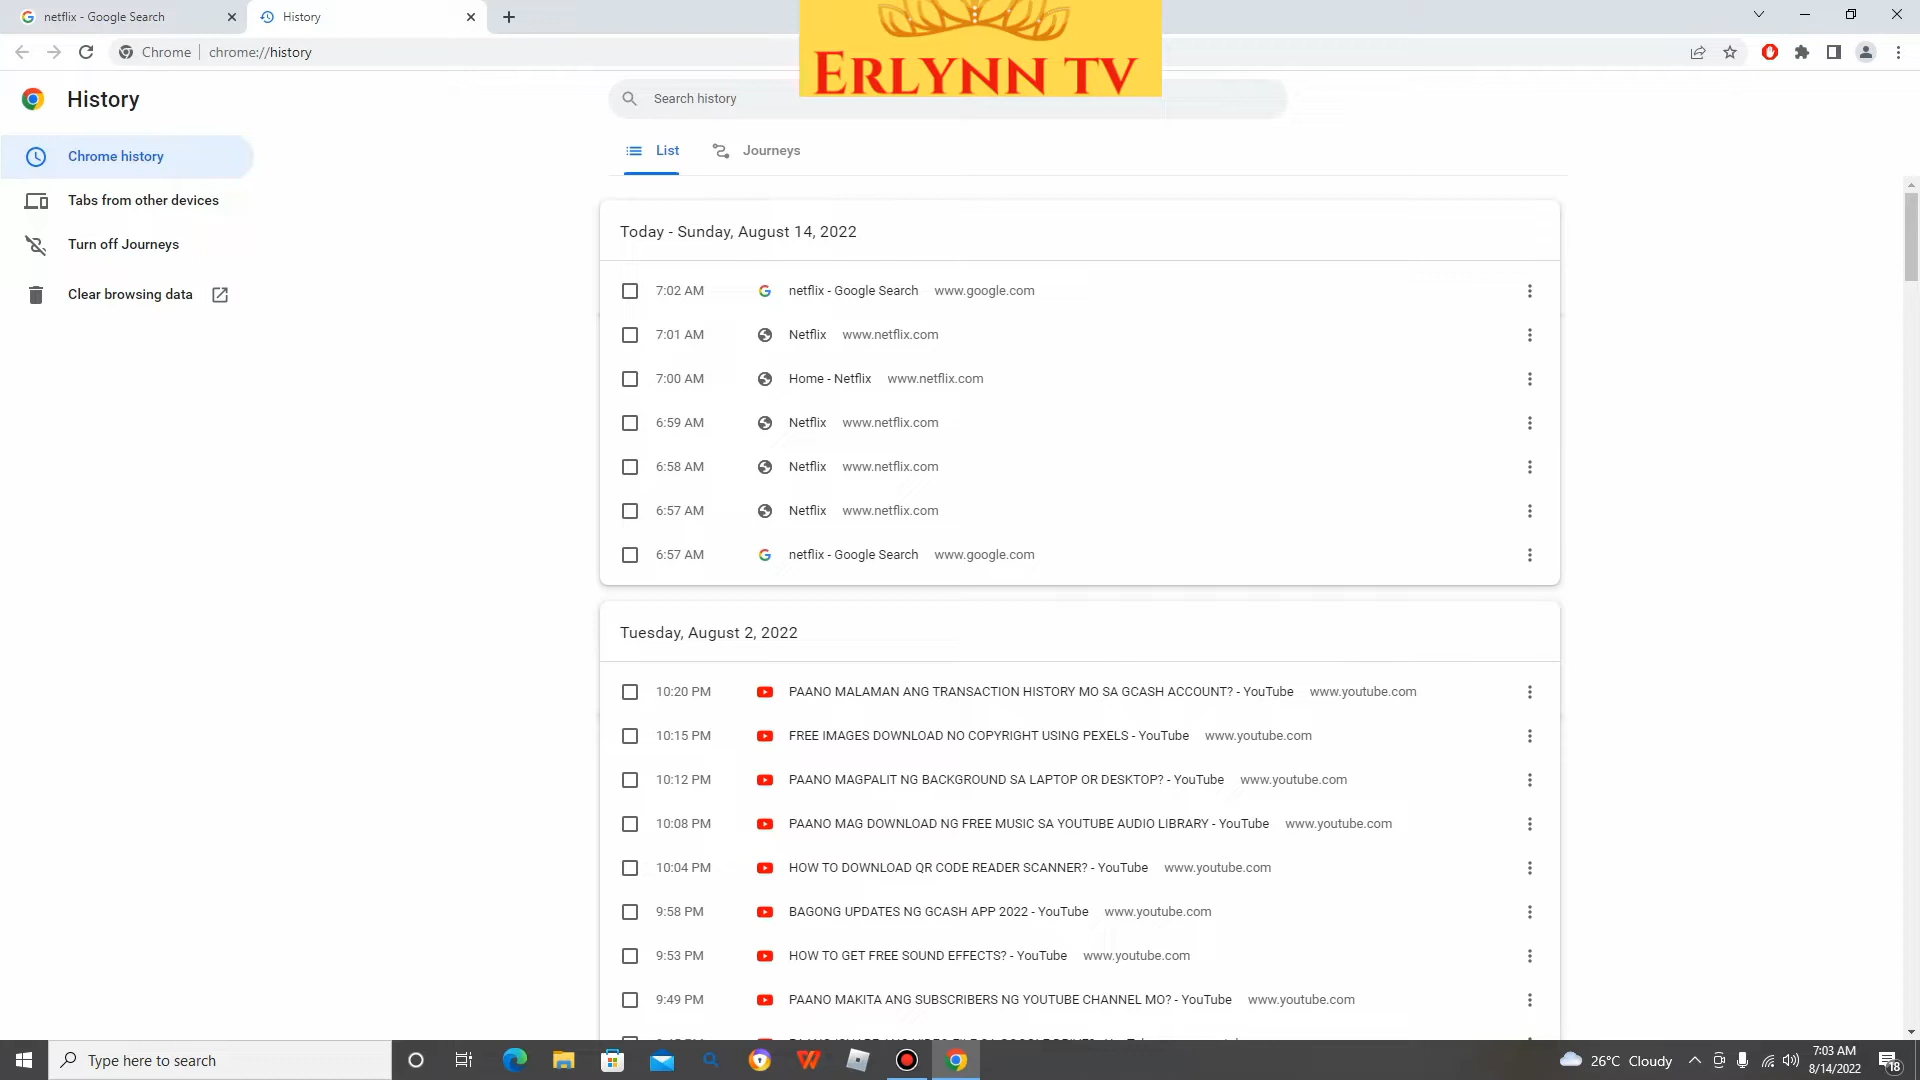 netflix - Google Search
History
Chrome
chrome://history
ERLYNN TV
History
Search history
Chrome history
Tabs from other devices
Turn off Journeys
Clear browsing data
List
Journeys
Today - Sunday, August 14, 2022
7:02 AM netflix - Google Search www.google.com
7:01 AM Netflix www.netflix.com
7:00 AM Home - Netflix www.netflix.com
6:59 AM Netflix www.netflix.com
6:58 AM Netflix www.netflix.com
6:57 AM Netflix www.netflix.com
6:57 AM netflix - Google Search www.google.com
Tuesday, August 2, 2022
10:20 PM PAANO MALAMAN ANG TRANSACTION HISTORY MO SA GCASH ACCOUNT? - YouTube www.youtube.com
10:15 PM FREE IMAGES DOWNLOAD NO COPYRIGHT USING PEXELS - YouTube www.youtube.com
10:12 PM PAANO MAGPALIT NG BACKGROUND SA LAPTOP OR DESKTOP? - YouTube www.youtube.com
10:08 PM PAANO MAG DOWNLOAD NG FREE MUSIC SA YOUTUBE AUDIO LIBRARY - YouTube www.youtube.com
10:04 PM HOW TO DOWNLOAD QR CODE READER SCANNER? - YouTube www.youtube.com
9:58 PM BAGONG UPDATES NG GCASH APP 2022 - YouTube www.youtube.com
9:53 PM HOW TO GET FREE SOUND EFFECTS? - YouTube www.youtube.com
9:49 PM PAANO MAKITA ANG SUBSCRIBERS NG YOUTUBE CHANNEL MO? - YouTube www.youtube.com
Type here to search
26°C Cloudy
7:03 AM
8/14/2022
18